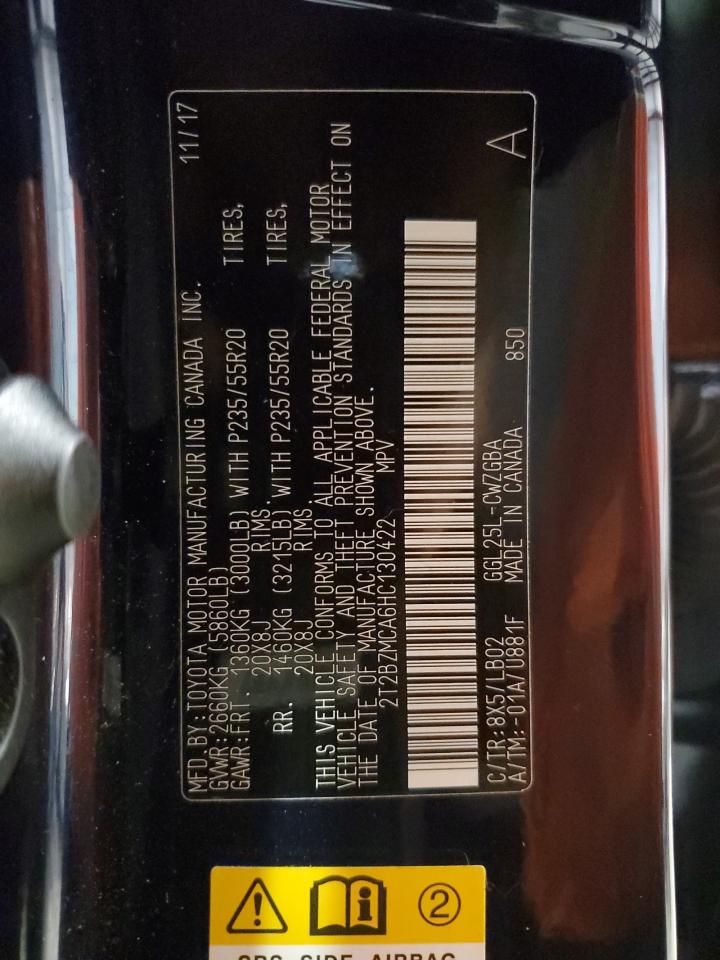 MFD. BY:TOYOTA MOTOR MANUFACTURING CANADA INC. 11/17
GVWR:2660KG (5860LB)
GAWR:FRT. 1360KG (3000LB) WITH P235/55R20 TIRES,
20X8J RIMS.
RR. 1460KG (3215LB) WITH P235/55R20 TIRES,
20X8J RIMS
THIS VEHICLE CONFORMS TO ALL APPLICABLE FEDERAL MOTOR
VEHICLE SAFETY AND THEFT PREVENTION STANDARDS IN EFFECT ON
THE DATE OF MANUFACTURE SHOWN ABOVE.
2T2BZMCA6HC130422 MPV
C/TR:8X5/LB02 GGL25L-CWZGBA
A/TM:-01A/U881F MADE IN CANADA 850 A
2
SRS SIDE AIRBAG